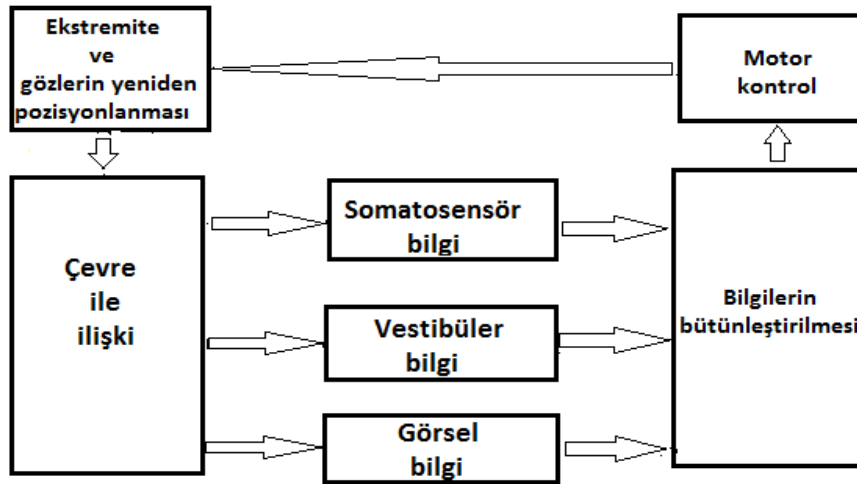 Ekstremite
ve
gözlerin yeniden
pozisyonlanması
Motor
kontrol
Çevre
ile
ilişki
Somatosensör
bilgi
Vestibüler
bilgi
Görsel
bilgi
Bilgilerin
bütünleştirilmesi